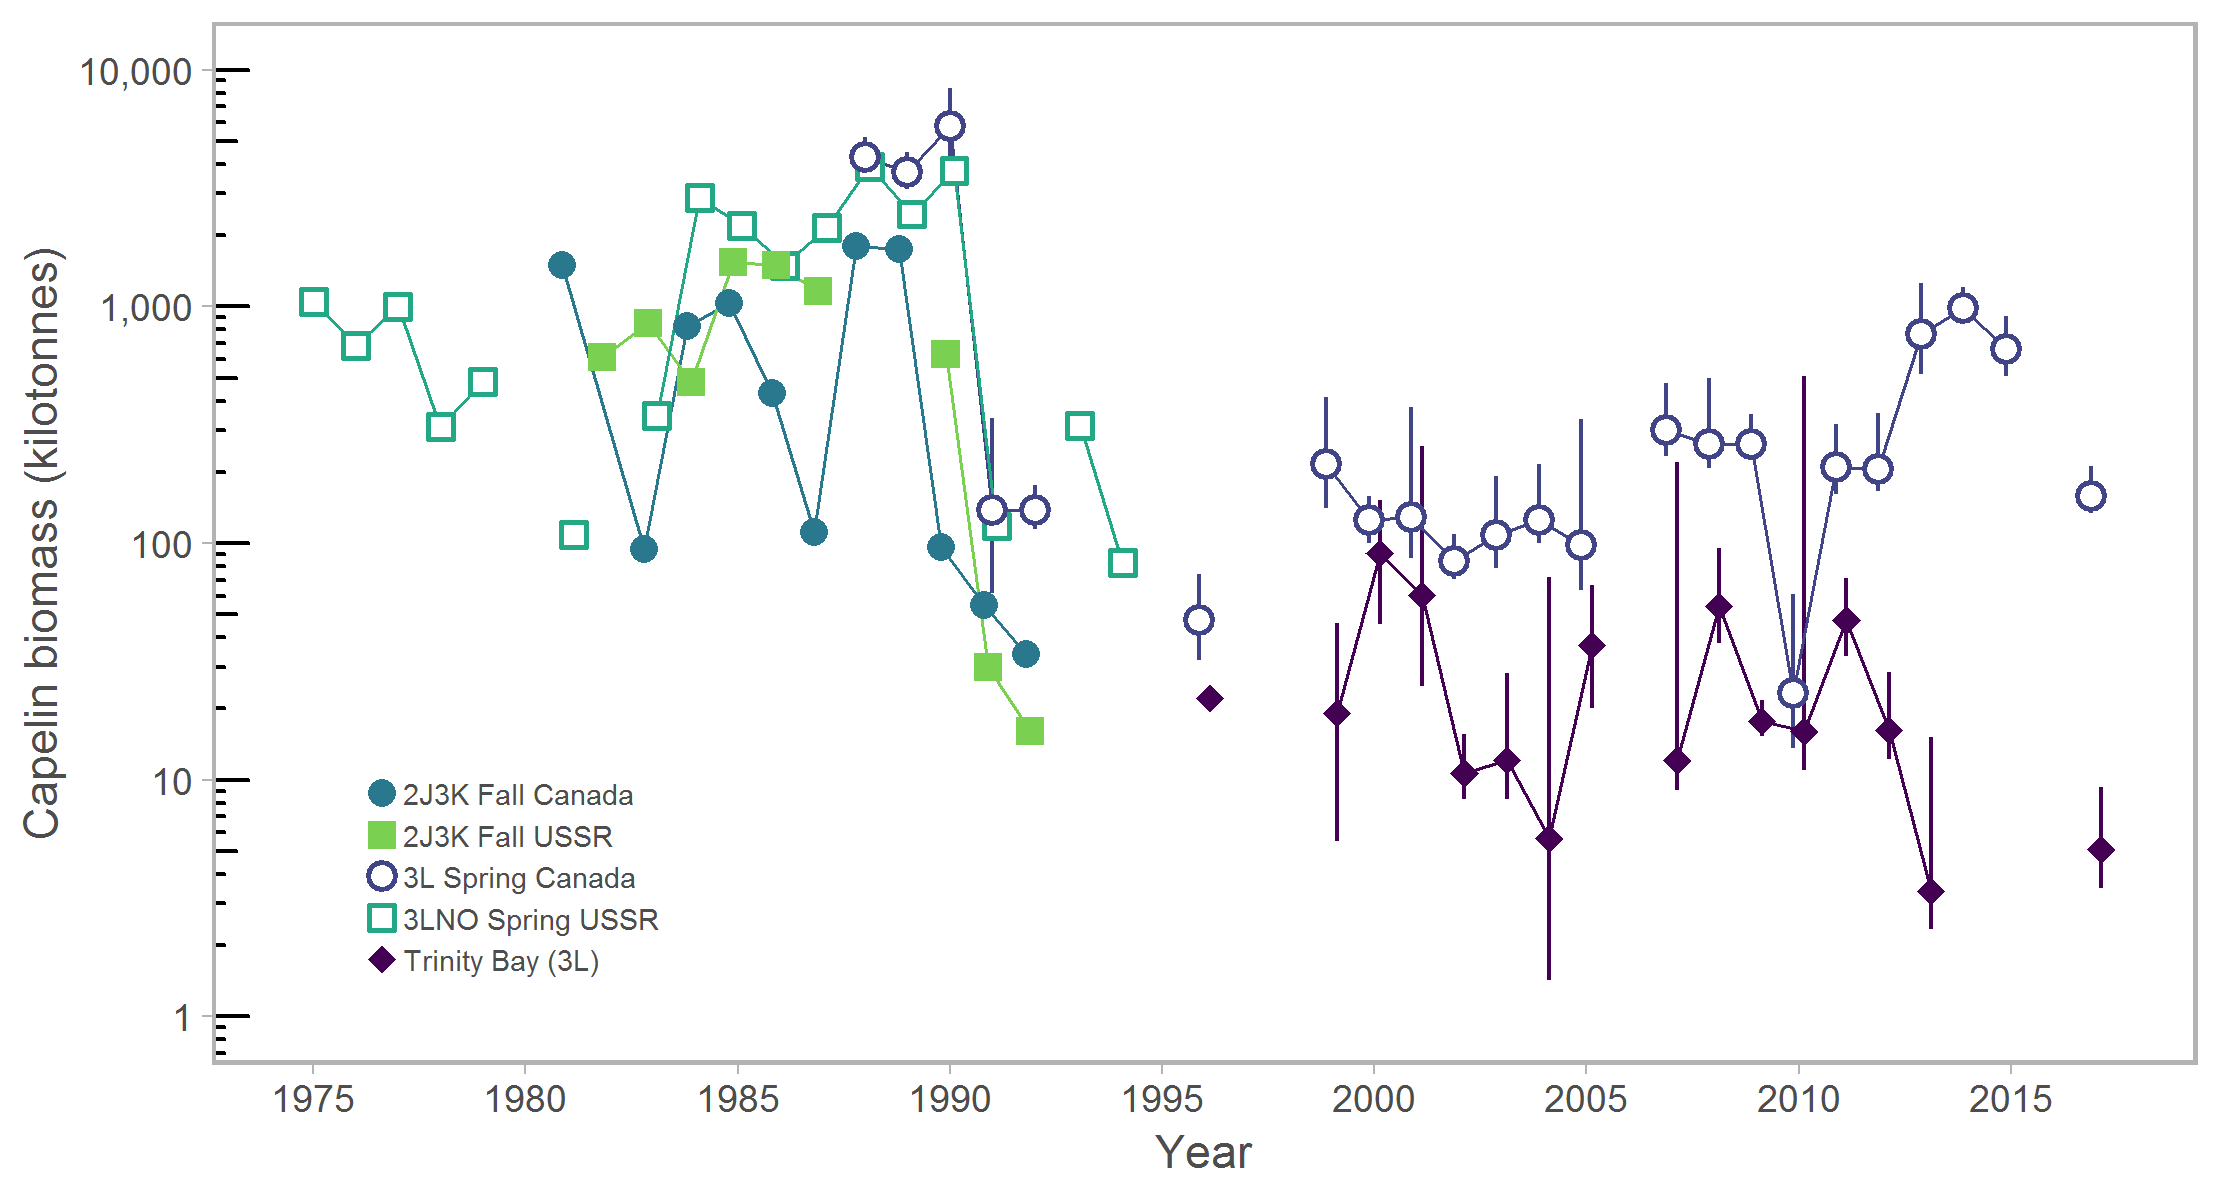 Capelin biomass (kilotonnes)
10,000
1,000
100
10
1
2J3K Fall Canada
2J3K Fall USSR
3L Spring Canada
3LNO Spring USSR
Trinity Bay (3L)
1975 1980 1985 1990 1995 2000 2005 2010 2015
Year